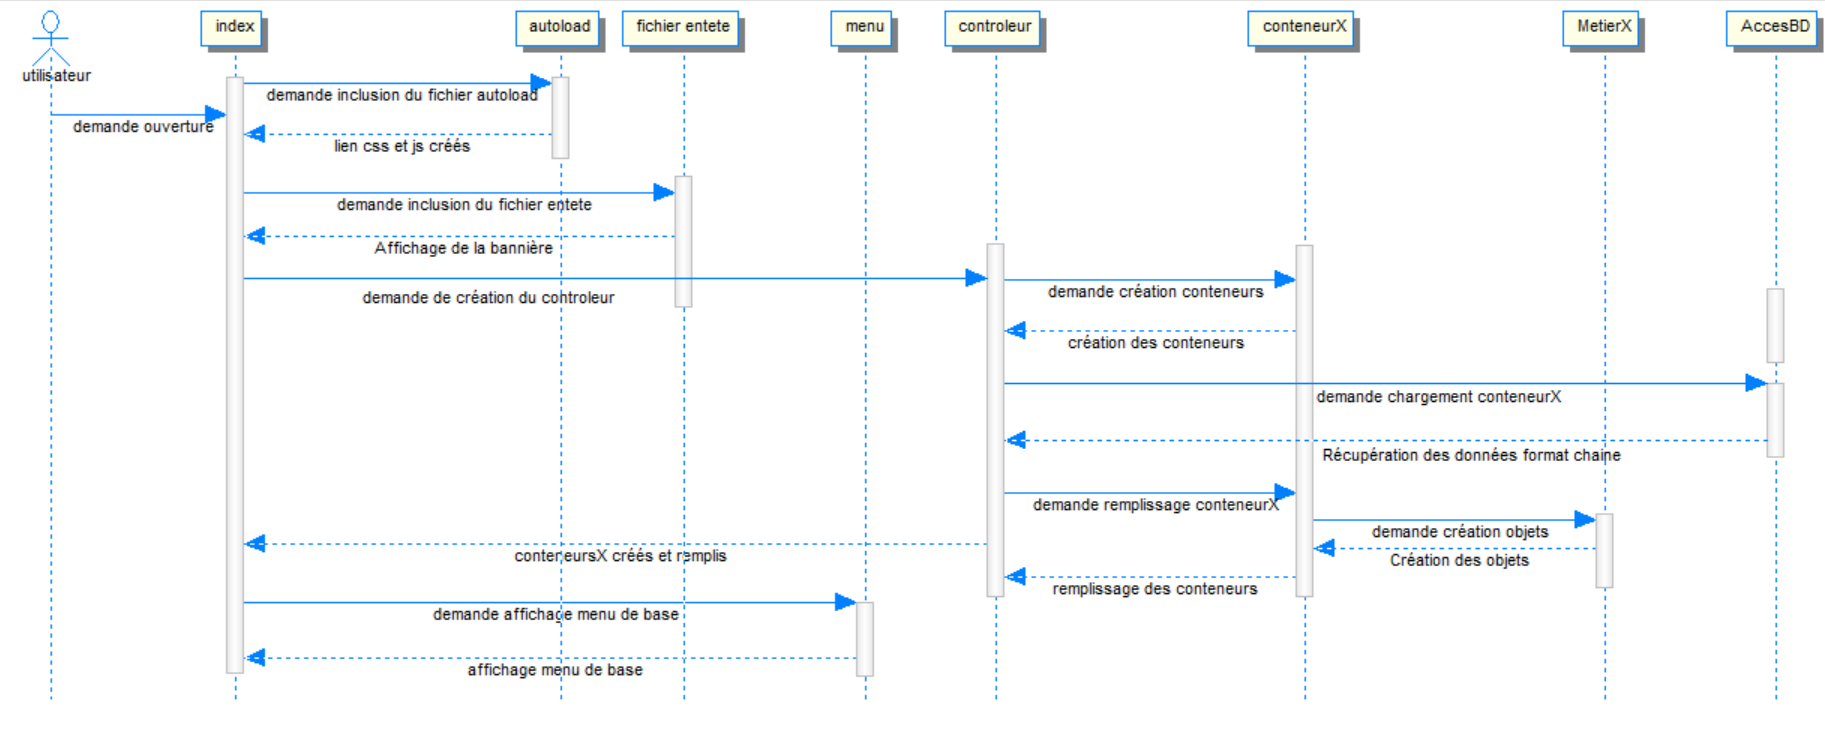 utilisateur
index
autoload
fichier entete
menu
controleur
conteneurX
MetierX
AccesBD
demande inclusion du fichier autoload
demande ouverture
lien css et js créés
demande inclusion du fichier entete
Affichage de la bannière
demande de création du controleur
demande création conteneurs
création des conteneurs
demande chargement conteneurX
Récupération des données format chaine
demande remplissage conteneurX
demande création objets
conteneursX créés et remplis
Création des objets
remplissage des conteneurs
demande affichage menu de base
affichage menu de base